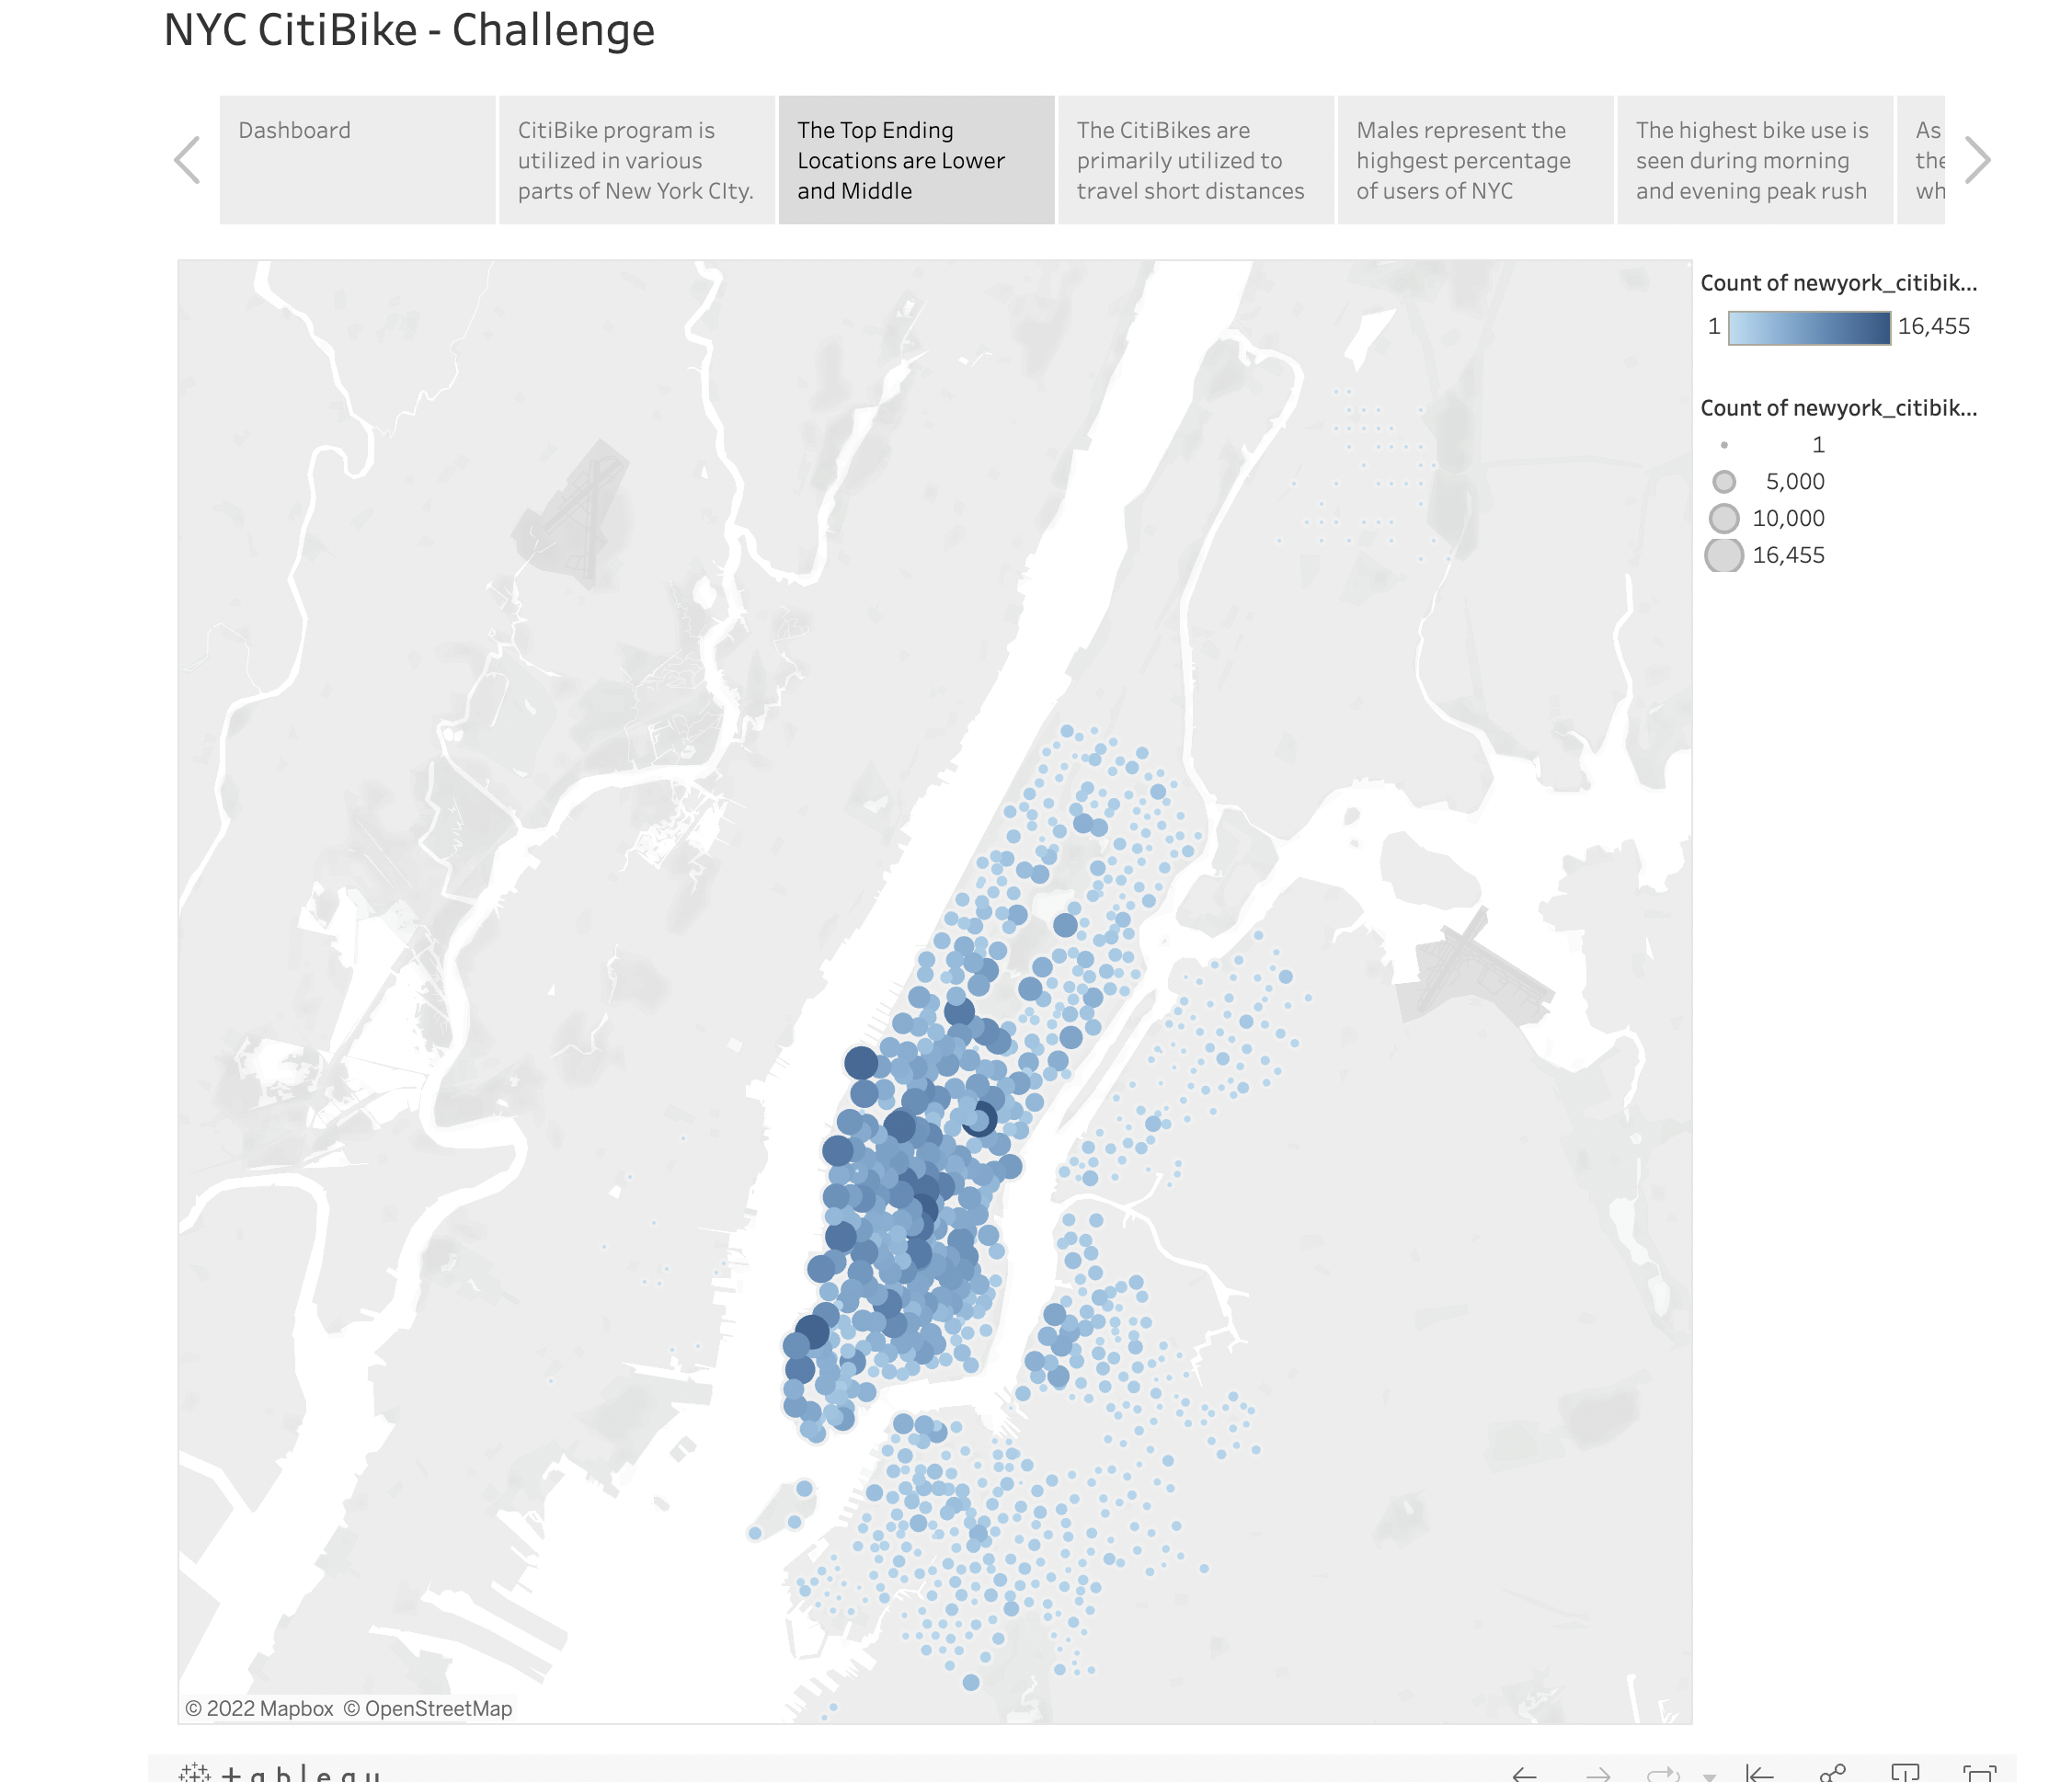 NYC CitiBike - Challenge
Dashboard
CitiBike program is
utilized in various
parts of New York CIty.
The Top Ending
Locations are Lower
and Middle
The CitiBikes are
primarily utilized to
travel short distances
Males represent the
highgest percentage
of users of NYC
The highest bike use is
seen during morning
and evening peak rush
As
the
wh
Count of newyork_citibik...
1 16,455
Count of newyork_citibik...
1
5,000
10,000
16,455
© 2022 Mapbox © OpenStreetMap
+ableau